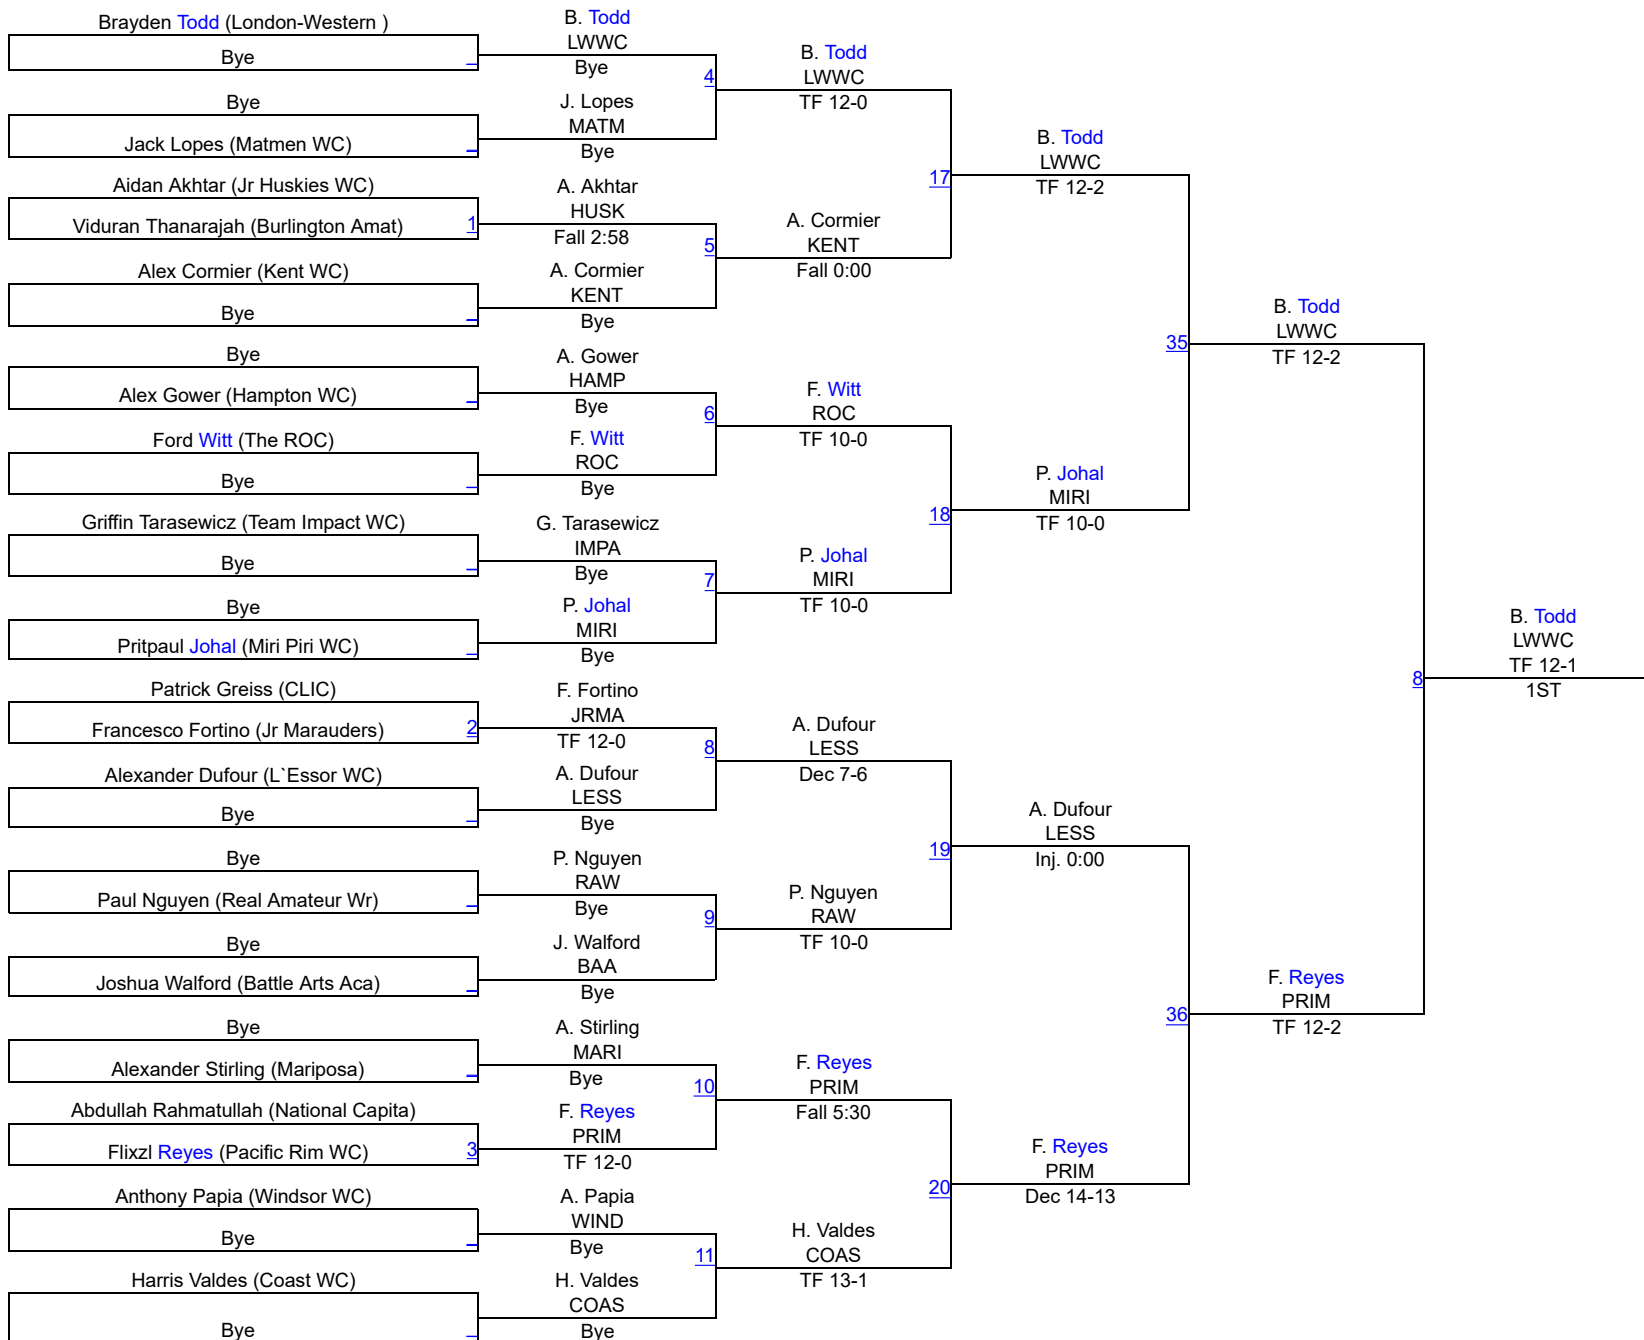 Brayden Todd (London-Western )
Bye
Bye
Jack Lopes (Matmen WC)
Aidan Akhtar (Jr Huskies WC)
Viduran Thanarajah (Burlington Amat)
1
Alex Cormier (Kent WC)
Bye
Bye
Alex Gower (Hampton WC)
Ford Witt (The ROC)
Bye
Griffin Tarasewicz (Team Impact WC)
Bye
Bye
Pritpaul Johal (Miri Piri WC)
Patrick Greiss (CLIC)
Francesco Fortino (Jr Marauders)
2
Alexander Dufour (L`Essor WC)
Bye
Bye
Paul Nguyen (Real Amateur Wr)
Bye
Joshua Walford (Battle Arts Aca)
Bye
Alexander Stirling (Mariposa)
Abdullah Rahmatullah (National Capita)
Flixzl Reyes (Pacific Rim WC)
3
Anthony Papia (Windsor WC)
Bye
Harris Valdes (Coast WC)
Bye
B. Todd
LWWC
Bye
4
J. Lopes
MATM
Bye
A. Akhtar
HUSK
Fall 2:58
5
A. Cormier
KENT
Bye
A. Gower
HAMP
Bye
6
F. Witt
ROC
Bye
G. Tarasewicz
IMPA
Bye
7
P. Johal
MIRI
Bye
F. Fortino
JRMA
TF 12-0
8
A. Dufour
LESS
Bye
P. Nguyen
RAW
Bye
9
J. Walford
BAA
Bye
A. Stirling
MARI
Bye
10
F. Reyes
PRIM
TF 12-0
A. Papia
WIND
Bye
11
H. Valdes
COAS
Bye
B. Todd
LWWC
TF 12-0
17
A. Cormier
KENT
Fall 0:00
F. Witt
ROC
TF 10-0
18
P. Johal
MIRI
TF 10-0
A. Dufour
LESS
Dec 7-6
19
P. Nguyen
RAW
TF 10-0
F. Reyes
PRIM
Fall 5:30
20
H. Valdes
COAS
TF 13-1
B. Todd
LWWC
TF 12-2
35
P. Johal
MIRI
TF 10-0
A. Dufour
LESS
Inj. 0:00
36
F. Reyes
PRIM
Dec 14-13
B. Todd
LWWC
TF 12-2
8
F. Reyes
PRIM
TF 12-2
B. Todd
LWWC
TF 12-1
1ST